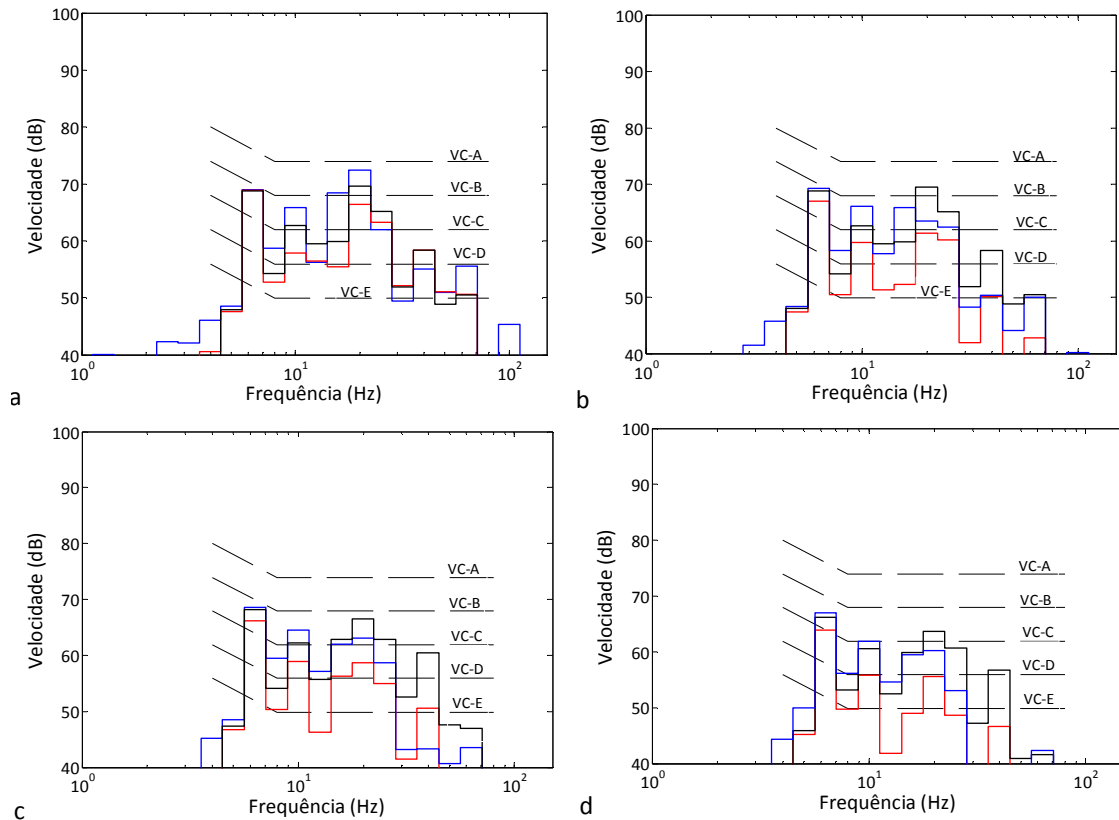 100
90
80
70
60
50
40
Velocidade (dB)
VC-A
VC-B
VC-C
VC-D
VC-E
10^0
10^1
10^2
Frequência (Hz)
a
100
90
80
70
60
50
40
Velocidade (dB)
VC-A
VC-B
VC-C
VC-D
VC-E
10^0
10^1
10^2
Frequência (Hz)
b
100
90
80
70
60
50
40
Velocidade (dB)
VC-A
VC-B
VC-C
VC-D
VC-E
10^0
10^1
10^2
Frequência (Hz)
c
100
90
80
70
60
50
40
Velocidade (dB)
VC-A
VC-B
VC-C
VC-D
VC-E
10^0
10^1
10^2
Frequência (Hz)
d